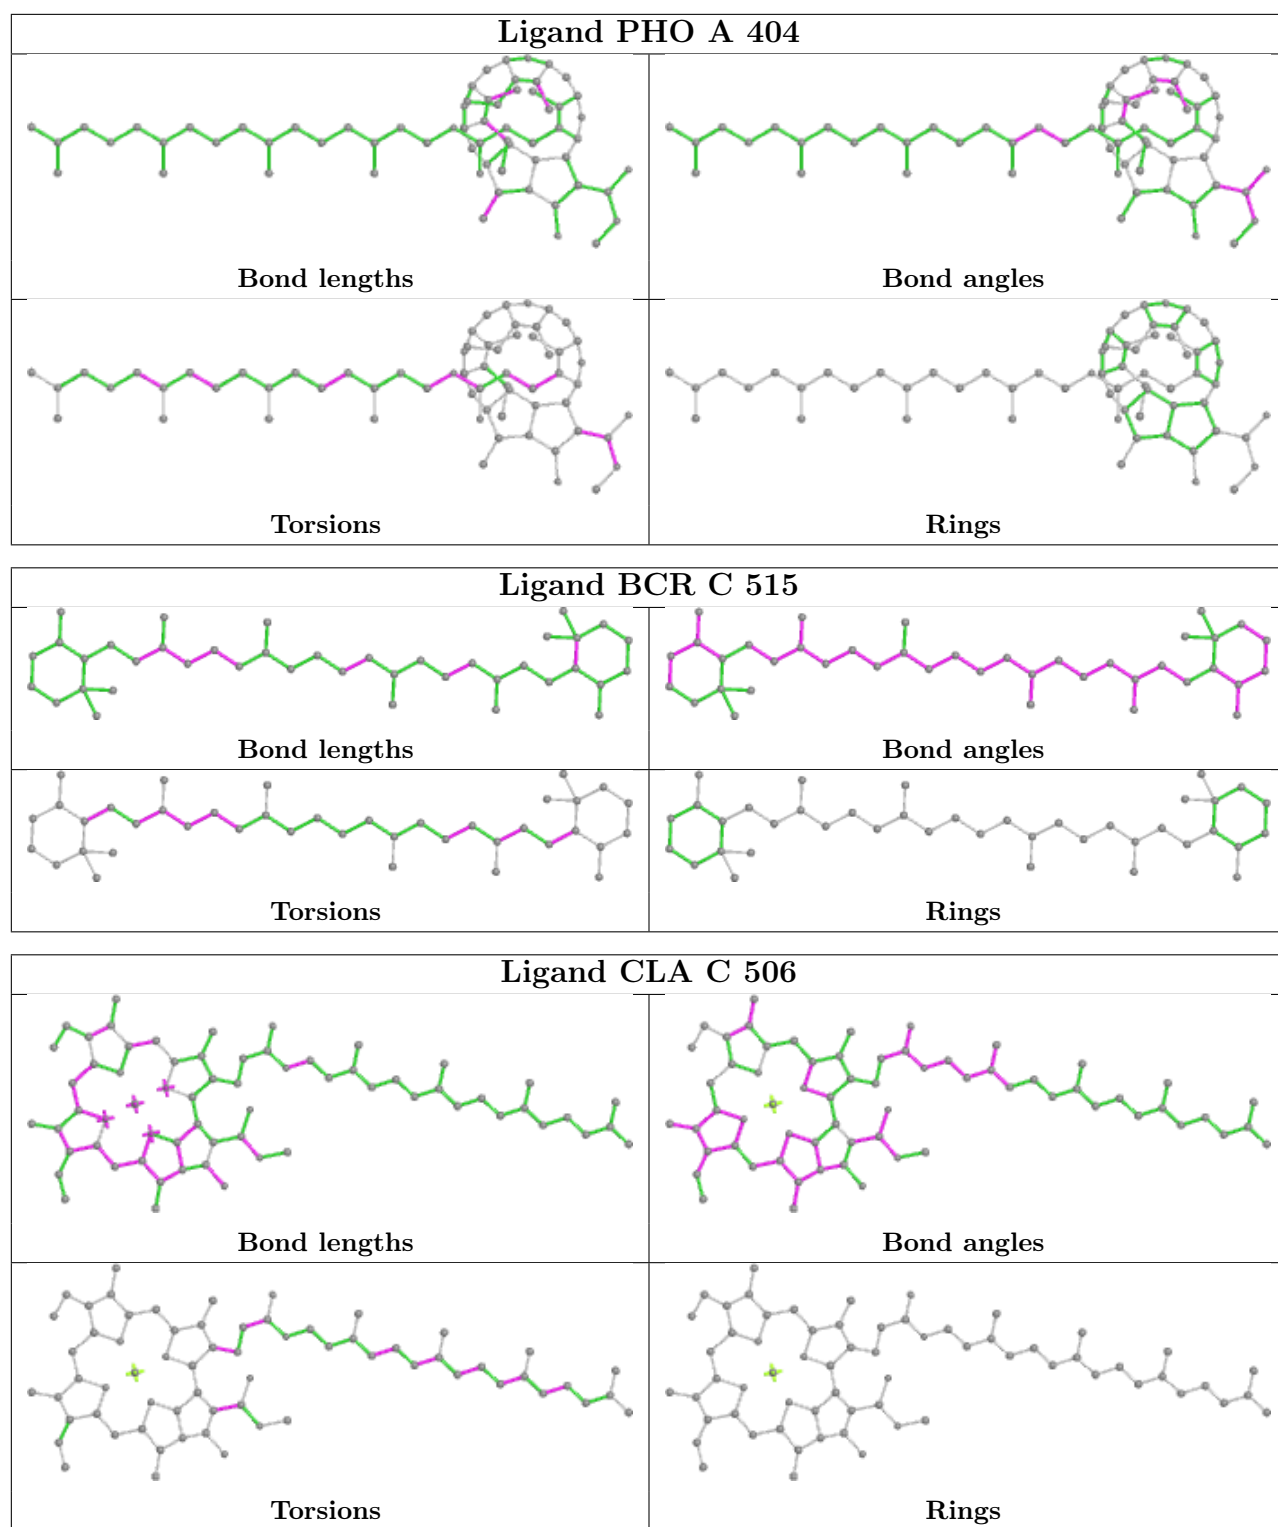 Ligand PHO A 404
Bond lengths
Bond angles
Torsions
Rings
Ligand BCR C 515
Bond lengths
Bond angles
Torsions
Rings
Ligand CLA C 506
Bond lengths
Bond angles
Torsions
Rings